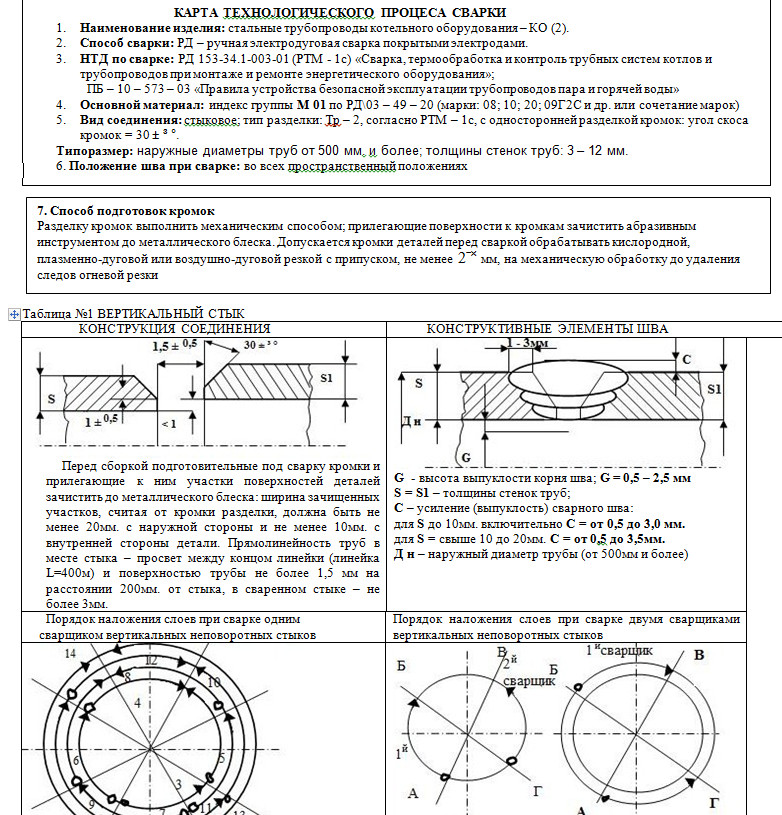 КАРТА ТЕХНОЛОГИЧЕСКОГО ПРОЦЕСА СВАРКИ
1. Наименование изделия: стальные трубопроводы котельного оборудования – КО (2).
2. Способ сварки: РД – ручная электродуговая сварка покрытыми электродами.
3. НТД по сварке: РД 153-34.1-003-01 (РТМ - 1с) «Сварка, термообработка и контроль трубных систем котлов и
трубопроводов при монтаже и ремонте энергетического оборудования»;
ПБ – 10 – 573 – 03 «Правила устройства безопасной эксплуатации трубопроводов пара и горячей воды»
4. Основной материал: индекс группы М 01 по РД\03 – 49 – 20 (марки: 08; 10; 20; 09Г2С и др. или сочетание марок)
5. Вид соединения: стыковое; тип разделки: Тр – 2, согласно РТМ – 1с, с односторонней разделкой кромок: угол скоса
кромок = 30 ± ³ °.
Типоразмер: наружные диаметры труб от 500 мм, и более; толщины стенок труб: 3 – 12 мм.
6. Положение шва при сварке: во всех пространственный положениях
7. Способ подготовок кромок
Разделку кромок выполнить механическим способом; прилегающие поверхности к кромкам зачистить абразивным
инструментом до металлического блеска. Допускается кромки деталей перед сваркой обрабатывать кислородной,
плазменно-дуговой или воздушно-дуговой резкой с припуском, не менее 2⁻ˣ мм, на механическую обработку до удаления
следов огневой резки
Таблица №1 ВЕРТИКАЛЬНЫЙ СТЫК
КОНСТРУКЦИЯ СОЕДИНЕНИЯ
1,5 ± 0,5
30 ± ³ °
S
S1
1 ± 0,5
< 1
Перед сборкой подготовительные под сварку кромки и
прилегающие к ним участки поверхностей деталей
зачистить до металлического блеска: ширина зачищенных
участков, считая от кромки разделки, должна быть не
менее 20мм. с наружной стороны и не менее 10мм. с
внутренней стороны детали. Прямолинейность труб в
месте стыка – просвет между концом линейки (линейка
L=400м) и поверхностью трубы не более 1,5 мм на
расстоянии 200мм. от стыка, в сваренном стыке – не
более 3мм.
КОНСТРУКТИВНЫЕ ЭЛЕМЕНТЫ ШВА
1 - 3мм
С
S
S1
Д н
G
G - высота выпуклости корня шва; G = 0,5 – 2,5 мм
S = S1 – толщины стенок труб;
С – усиление (выпуклость) сварного шва:
для S до 10мм. включительно С = от 0,5 до 3,0 мм.
для S = свыше 10 до 20мм. С = от 0,5 до 3,5мм.
Д н – наружный диаметр трубы (от 500мм и более)
Порядок наложения слоев при сварке одним
сварщиком вертикальных неповоротных стыков
14
12
8
10
4
6
5
3
9
11
7
13
Порядок наложения слоев при сварке двумя сварщиками
вертикальных неповоротных стыков
Б
В
2й
сварщик
1й
А
Г
1й сварщик
Б
В
А
Г